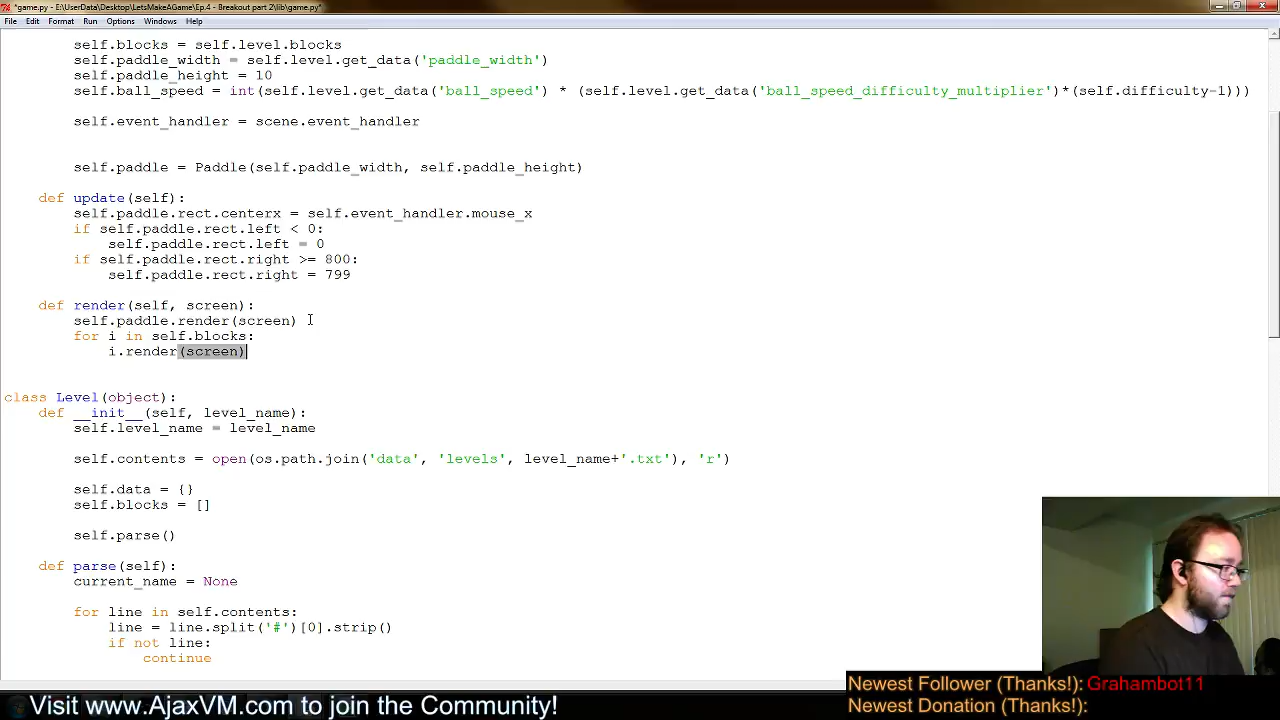 *game.py - E:\UserData\Desktop\LetsMakeAGame\Ep.4 - Breakout part 2\lib\game.py*
File Edit Format Run Options Windows Help
self.blocks = self.level.blocks
self.paddle_width = self.level.get_data('paddle_width')
self.paddle_height = 10
self.ball_speed = int(self.level.get_data('ball_speed') * (self.level.get_data('ball_speed_difficulty_multiplier')*(self.difficulty-1)))
self.event_handler = scene.event_handler
self.paddle = Paddle(self.paddle_width, self.paddle_height)
def update(self):
self.paddle.rect.centerx = self.event_handler.mouse_x
if self.paddle.rect.left < 0:
self.paddle.rect.left = 0
if self.paddle.rect.right >= 800:
self.paddle.rect.right = 799
def render(self, screen):
self.paddle.render(screen)
for i in self.blocks:
i.render(screen)
class Level(object):
def __init__(self, level_name):
self.level_name = level_name
self.contents = open(os.path.join('data', 'levels', level_name+'.txt'), 'r')
self.data = {}
self.blocks = []
self.parse()
def parse(self):
current_name = None
for line in self.contents:
line = line.split('#')[0].strip()
if not line:
continue
Newest Follower (Thanks!): Grahambot11
Visit www.AjaxVM.com to join the Community!
Newest Donation (Thanks!):